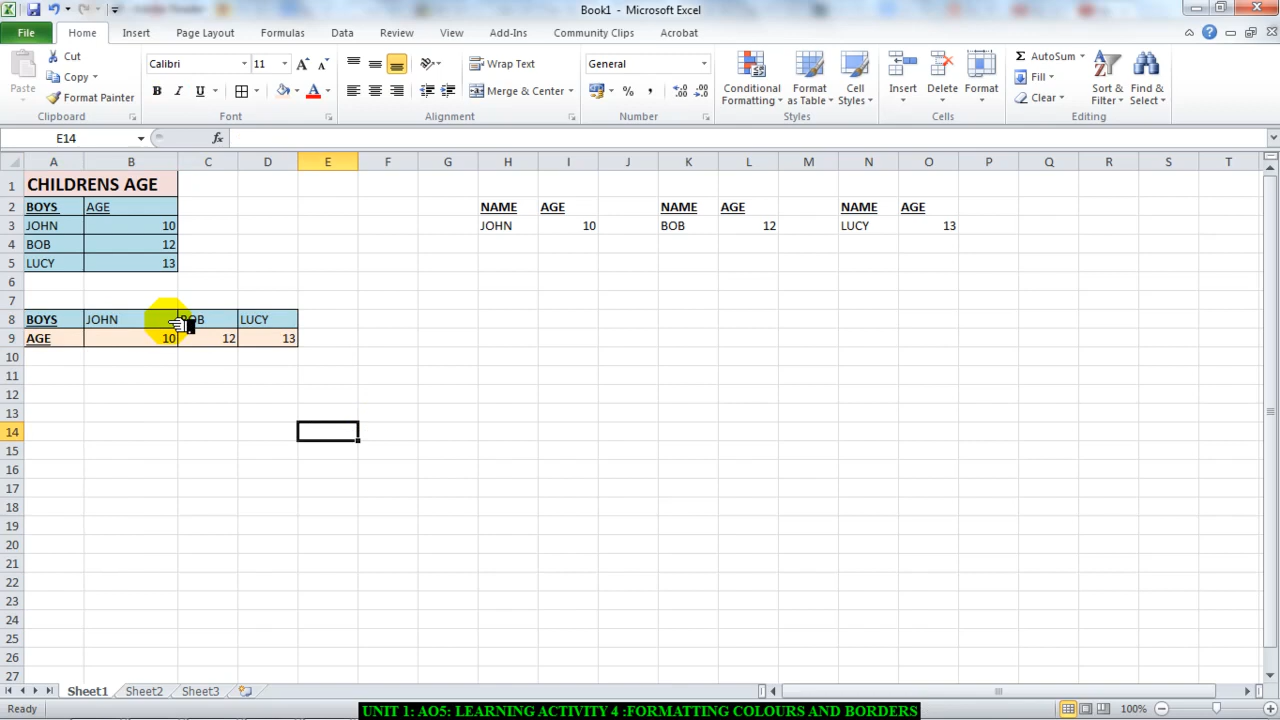 Book1 - Microsoft Excel
File Home Insert Page Layout Formulas Data Review View Add-Ins Community Clips Acrobat
Paste Cut Copy Format Painter Clipboard
Calibri 11 B I U A Font
Wrap Text Merge & Center Alignment
General % , Number
Conditional Formatting Format as Table Cell Styles Styles
Insert Delete Format Cells
Σ AutoSum Fill Clear Sort & Filter Find & Select Editing
E14 fx
A B C D E F G H I J K L M N O P Q R S T
1 CHILDRENS AGE
2 BOYS AGE NAME AGE NAME AGE NAME AGE
3 JOHN 10 JOHN 10 BOB 12 LUCY 13
4 BOB 12
5 LUCY 13
6
7
8 BOYS JOHN BOB LUCY
9 AGE 10 12 13
10
11
12
13
14
15
16
17
18
19
20
21
22
23
24
25
26
27
Sheet1 Sheet2 Sheet3
Ready 100%
UNIT 1: AO5: LEARNING ACTIVITY 4 :FORMATTING COLOURS AND BORDERS